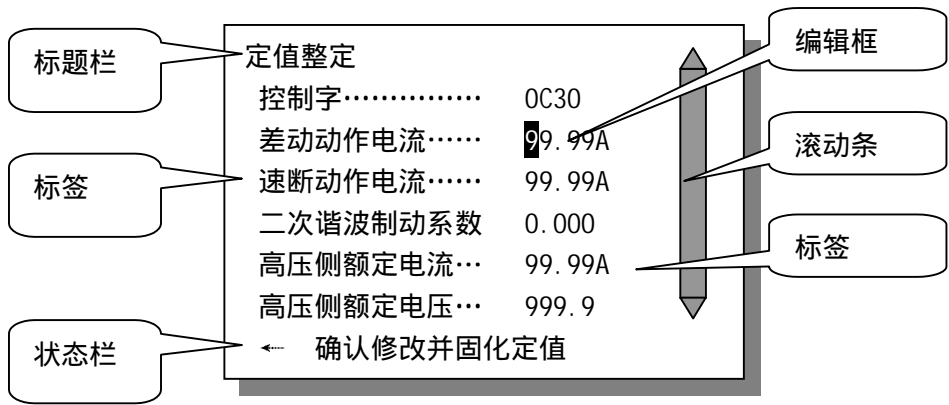 标题栏
标签
状态栏
定值整定
控制字…………… 0C30
差动动作电流…… 99.99A
速断动作电流…… 99.99A
二次谐波制动系数 0.000
高压侧额定电流… 99.99A
高压侧额定电压… 999.9
← 确认修改并固化定值
编辑框
滚动条
标签